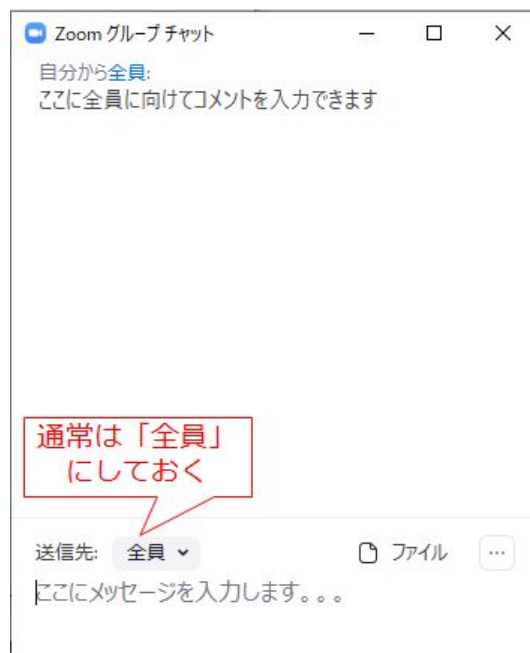 Zoom グループ チャット
自分から全員:
ここに全員に向けてコメントを入力できます
通常は「全員」
にしておく
送信先: 全員 ファイル ...
ここにメッセージを入力します。。。